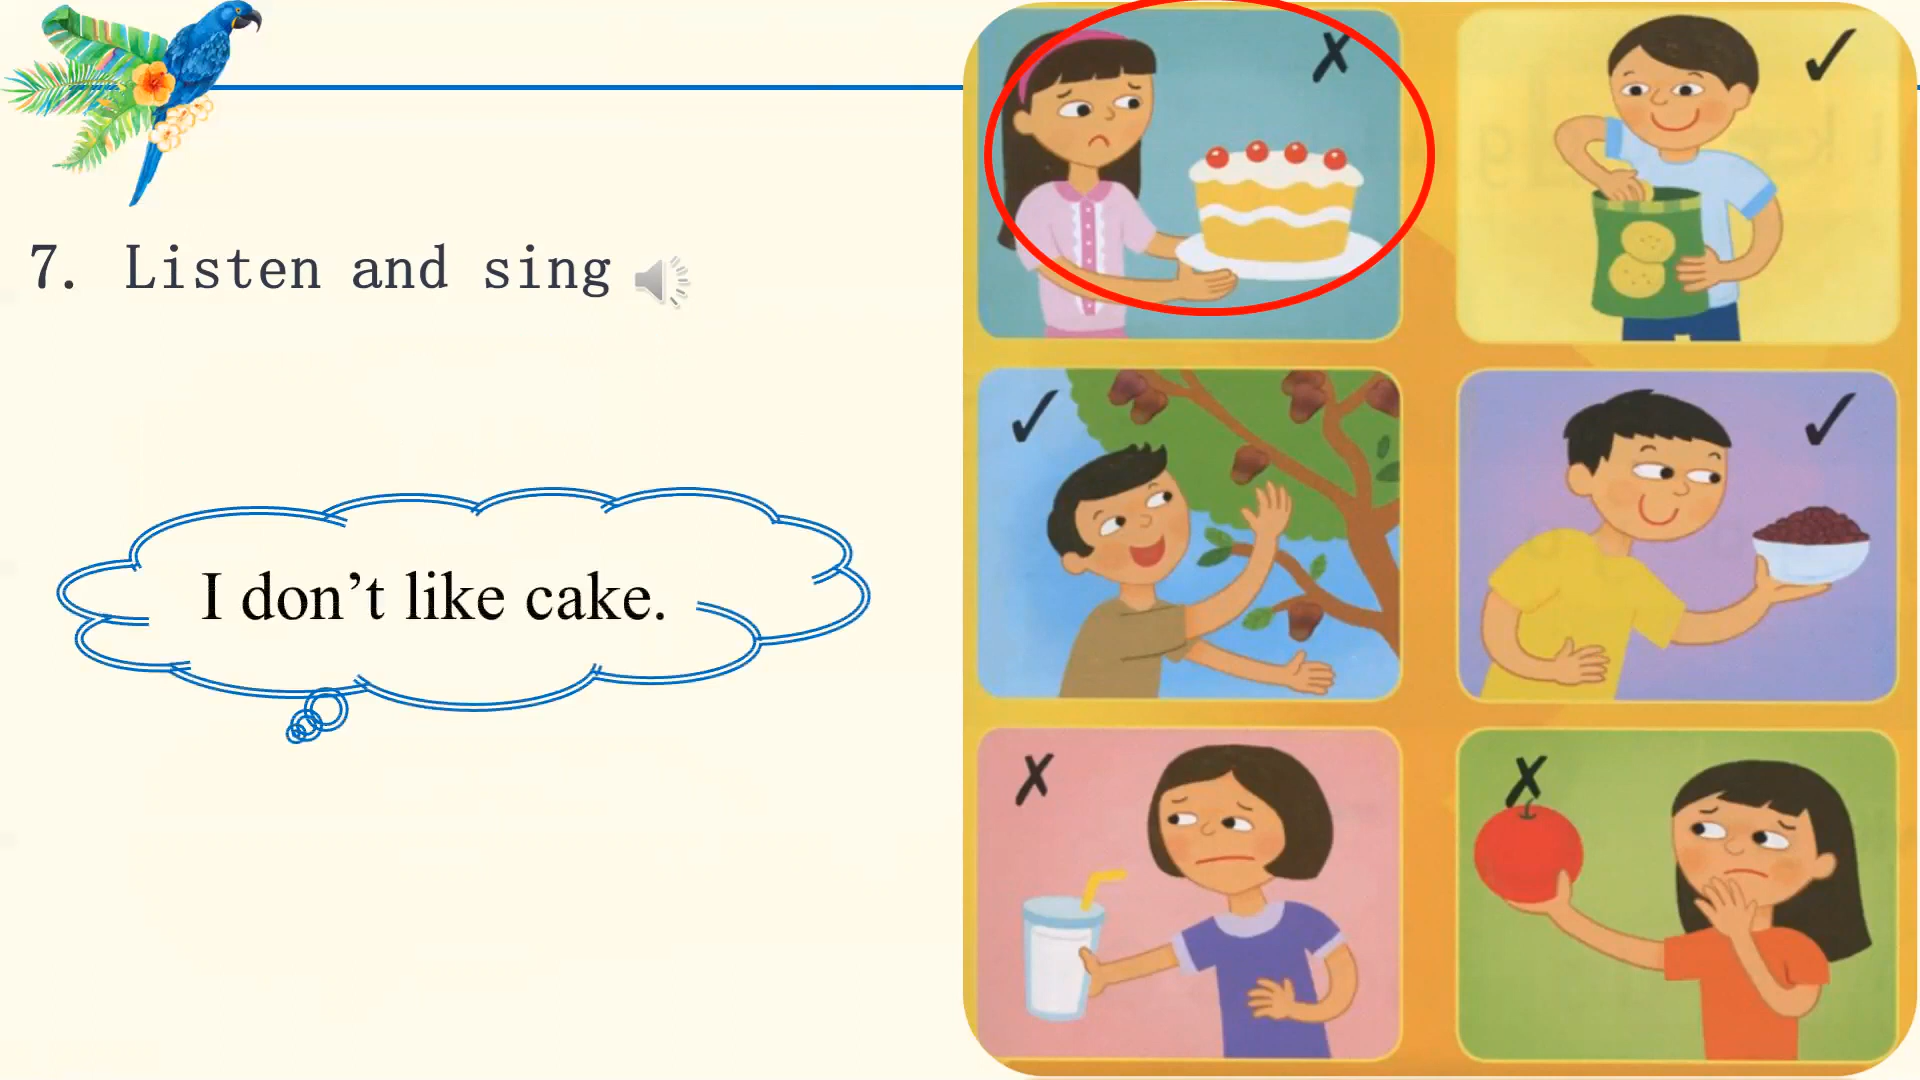 7. Listen and sing
I don’t like cake.